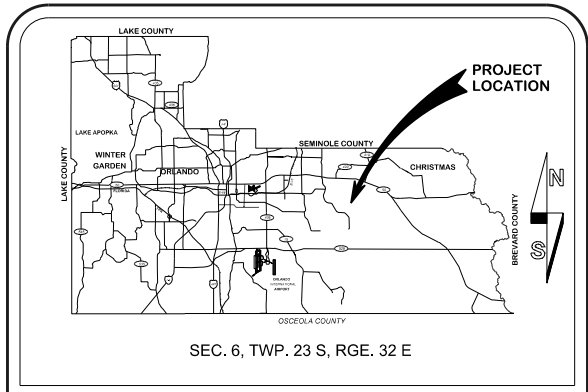 LAKE COUNTY
PROJECT
LOCATION
LAKE APOPKA
SEMINOLE COUNTY
WINTER
GARDEN
ORLANDO
CHRISTMAS
LAKE COUNTY
FLORIDA
N
BREVARD COUNTY
S
ORLANDO
INTERNATIONAL
AIRPORT
OSCEOLA COUNTY
SEC. 6, TWP. 23 S, RGE. 32 E